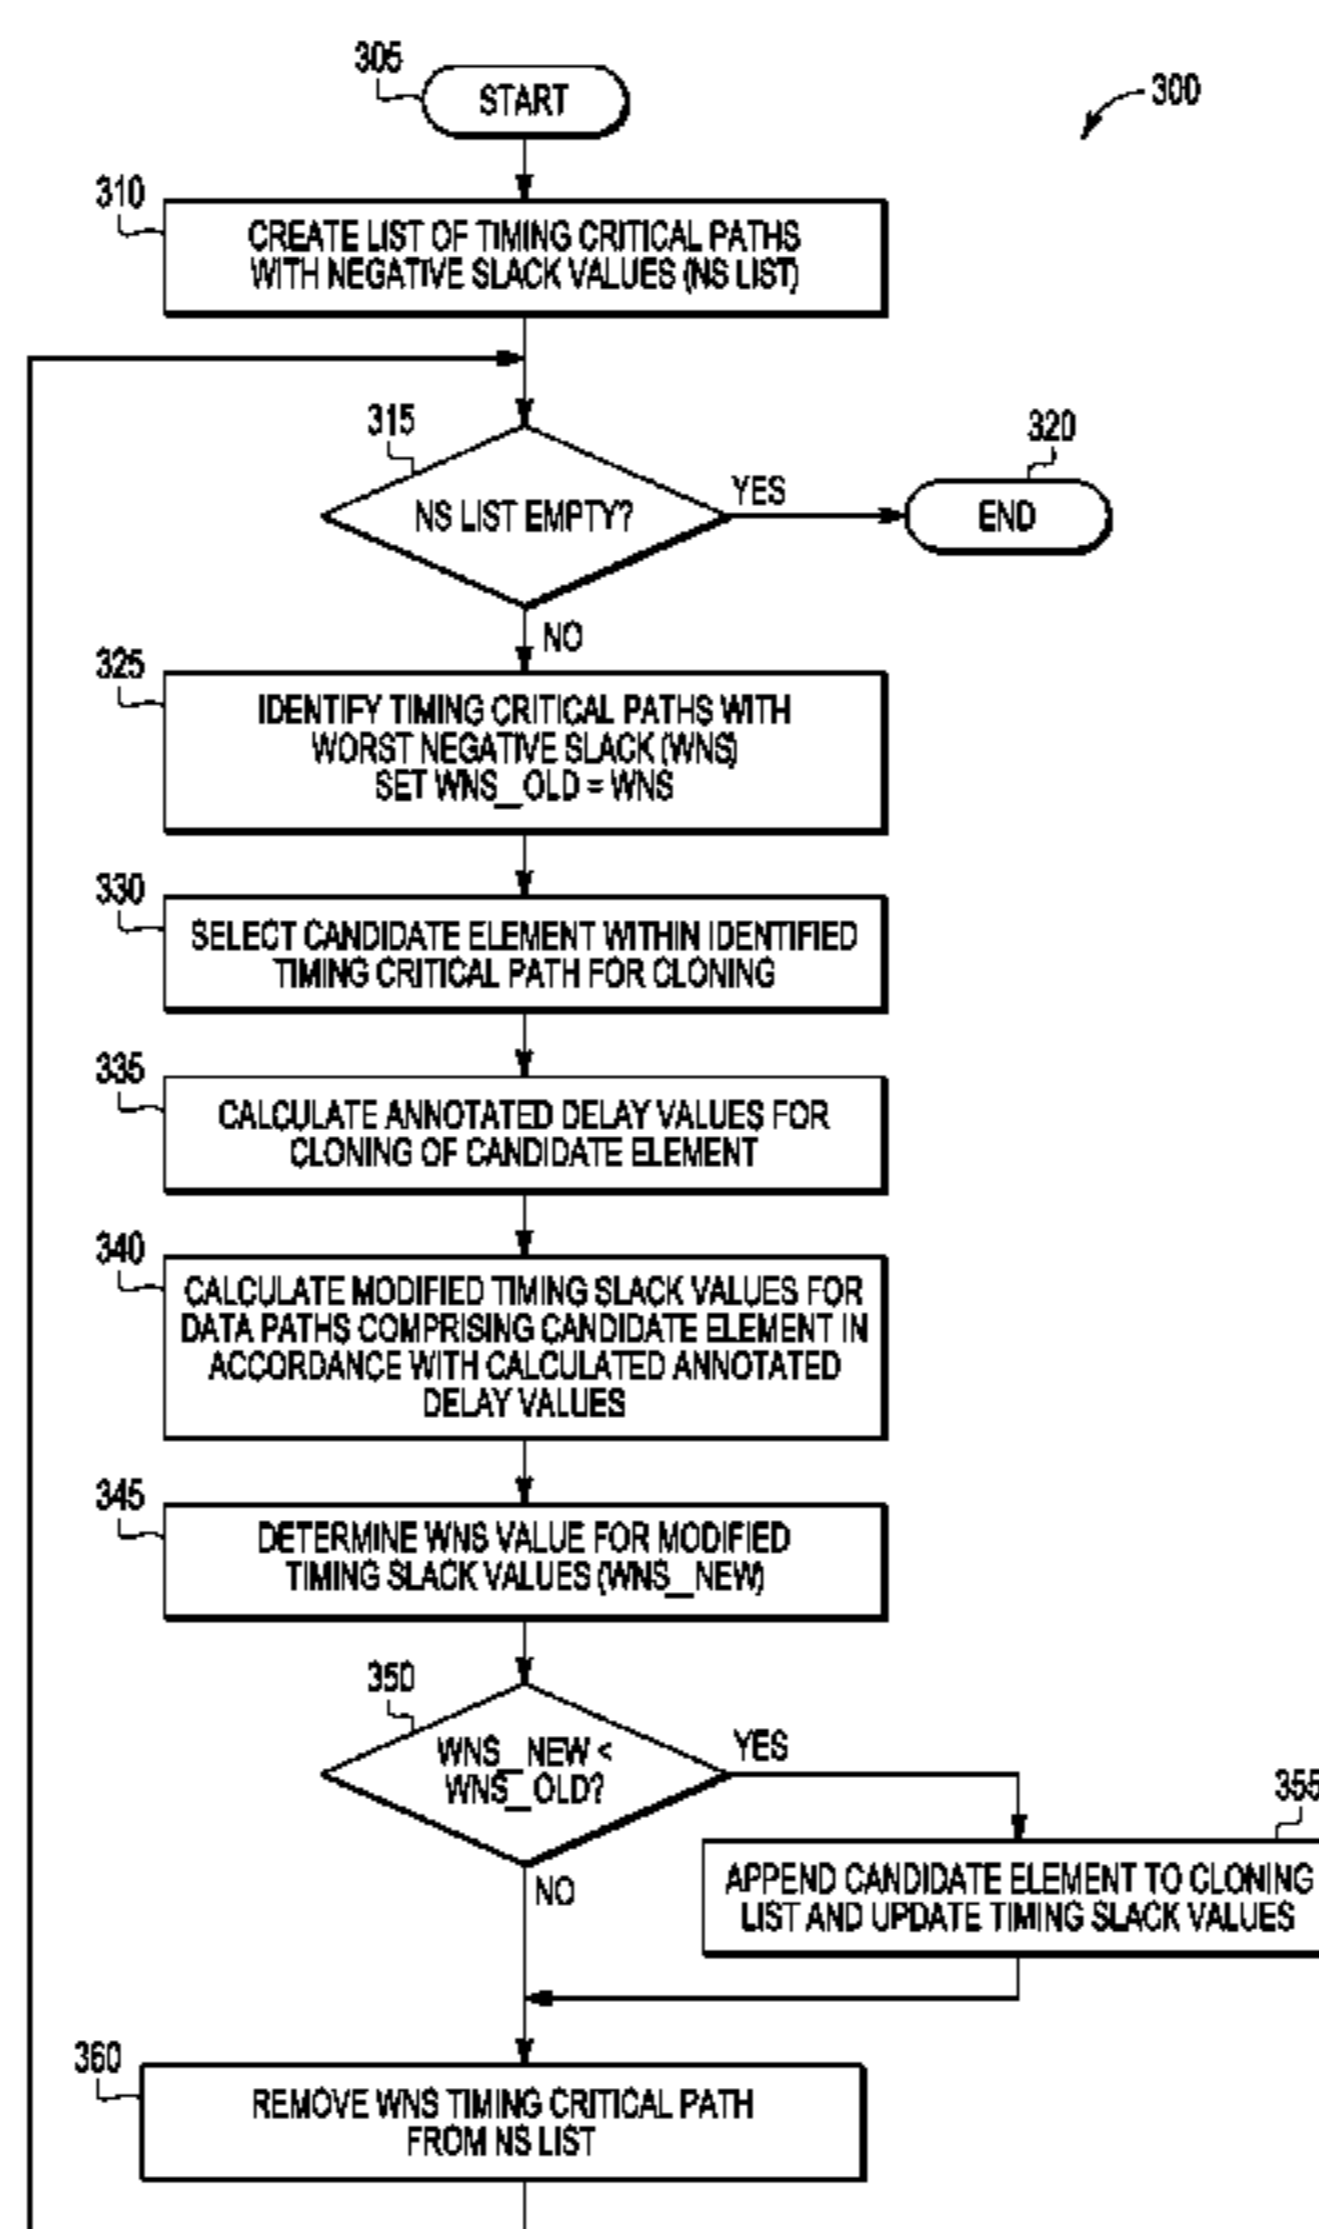 305
START
300
310
CREATE LIST OF TIMING CRITICAL PATHS
WITH NEGATIVE SLACK VALUES (NS LIST)
315
NS LIST EMPTY?
YES
320
END
NO
325
IDENTIFY TIMING CRITICAL PATHS WITH
WORST NEGATIVE SLACK (WNS)
SET WNS_OLD = WNS
330
SELECT CANDIDATE ELEMENT WITHIN IDENTIFIED
TIMING CRITICAL PATH FOR CLONING
335
CALCULATE ANNOTATED DELAY VALUES FOR
CLONING OF CANDIDATE ELEMENT
340
CALCULATE MODIFIED TIMING SLACK VALUES FOR
DATA PATHS COMPRISING CANDIDATE ELEMENT IN
ACCORDANCE WITH CALCULATED ANNOTATED
DELAY VALUES
345
DETERMINE WNS VALUE FOR MODIFIED
TIMING SLACK VALUES (WNS_NEW)
350
WNS_NEW <
WNS_OLD?
YES
NO
355
APPEND CANDIDATE ELEMENT TO CLONING
LIST AND UPDATE TIMING SLACK VALUES
360
REMOVE WNS TIMING CRITICAL PATH
FROM NS LIST